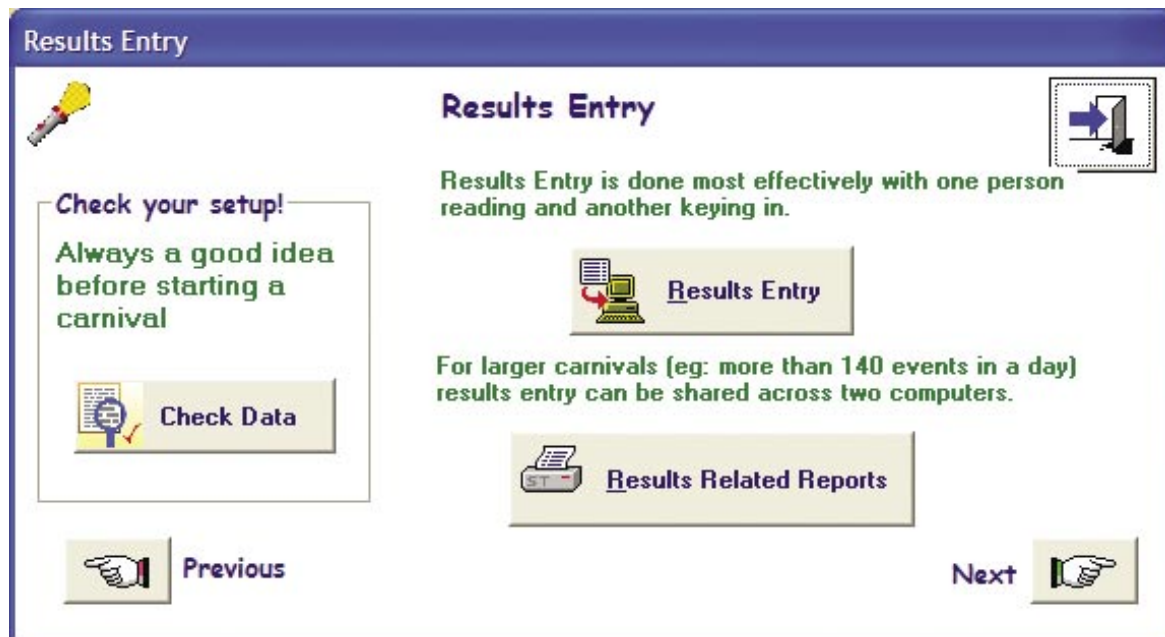 Results Entry
Results Entry
Check your setup!
Always a good idea
before starting a
carnival
Check Data
Results Entry is done most effectively with one person
reading and another keying in.
Results Entry
For larger carnivals (eg: more than 140 events in a day)
results entry can be shared across two computers.
ST
Results Related Reports
Previous
Next